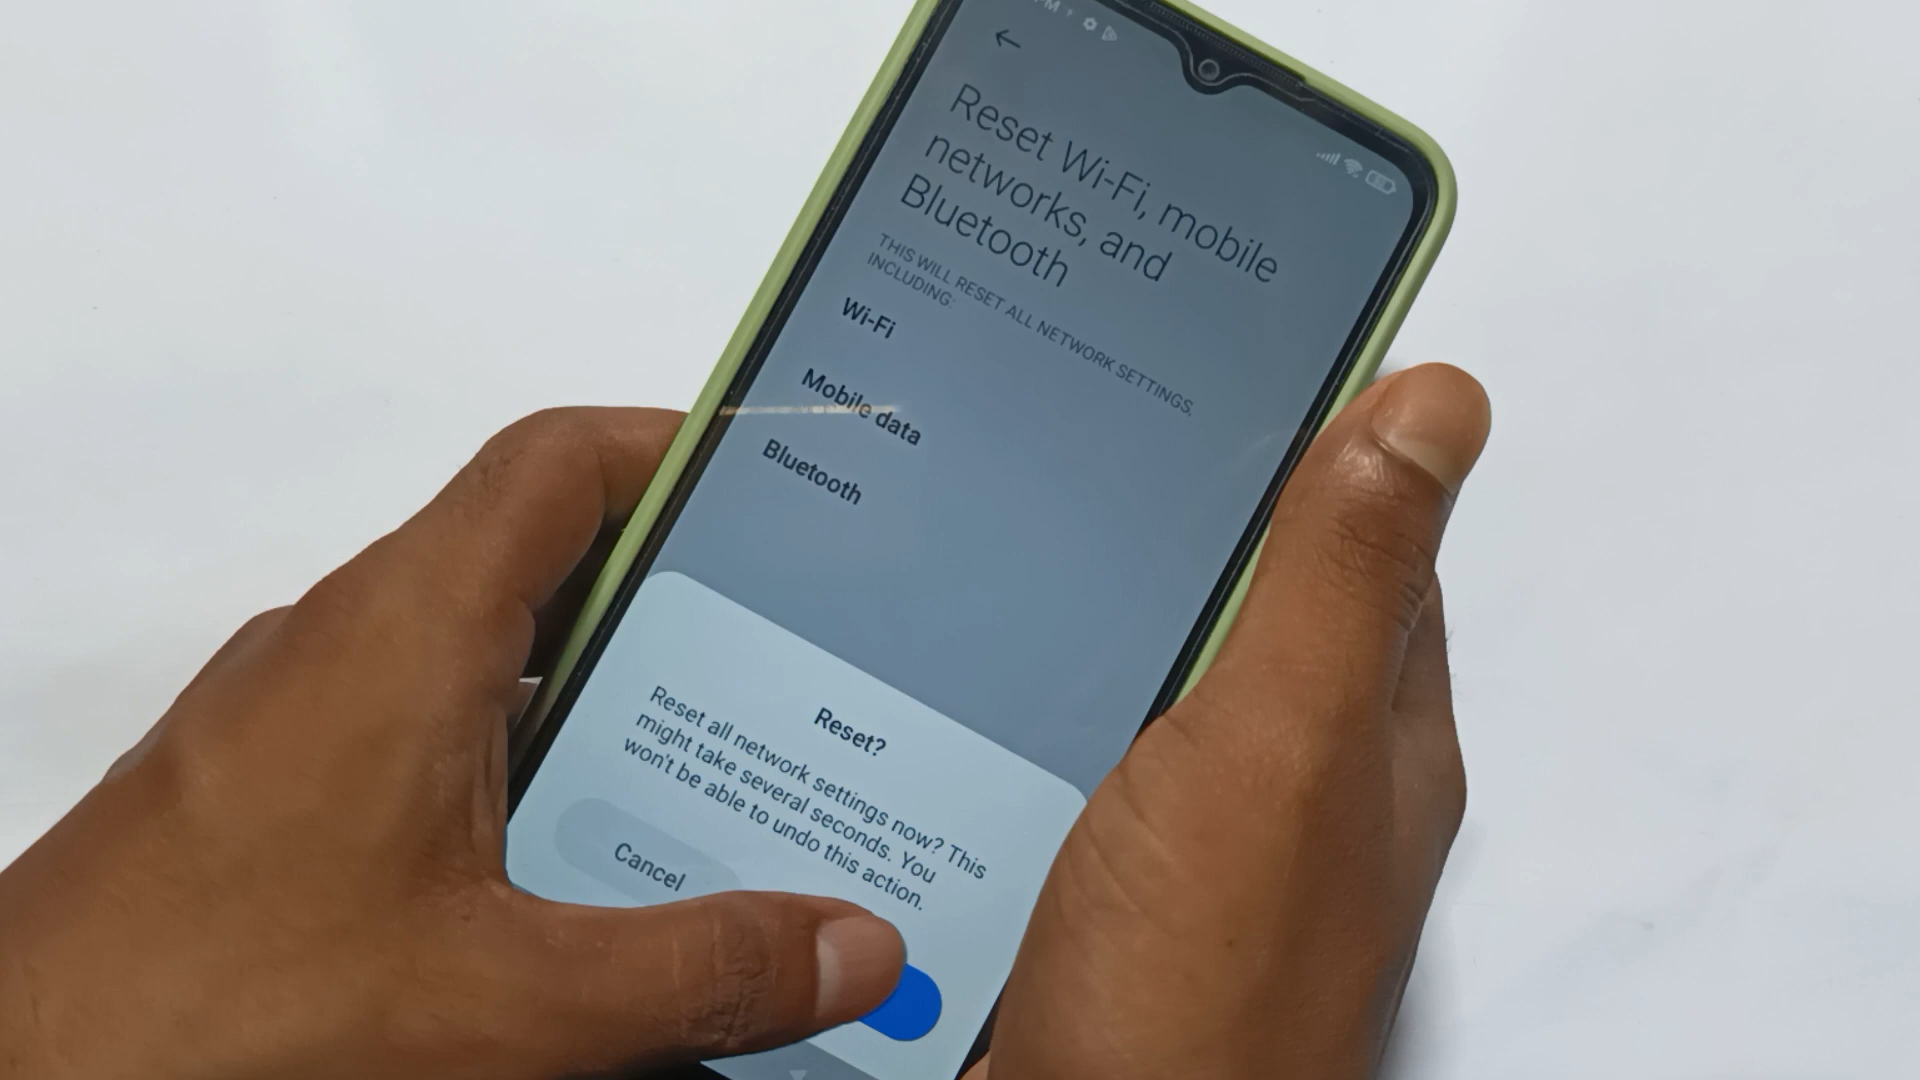 PM
Reset Wi-Fi, mobile
networks, and
Bluetooth
THIS WILL RESET ALL NETWORK SETTINGS,
INCLUDING:
Wi-Fi
Mobile data
Bluetooth
Reset?
Reset all network settings now? This
might take several seconds. You
won't be able to undo this action.
Cancel